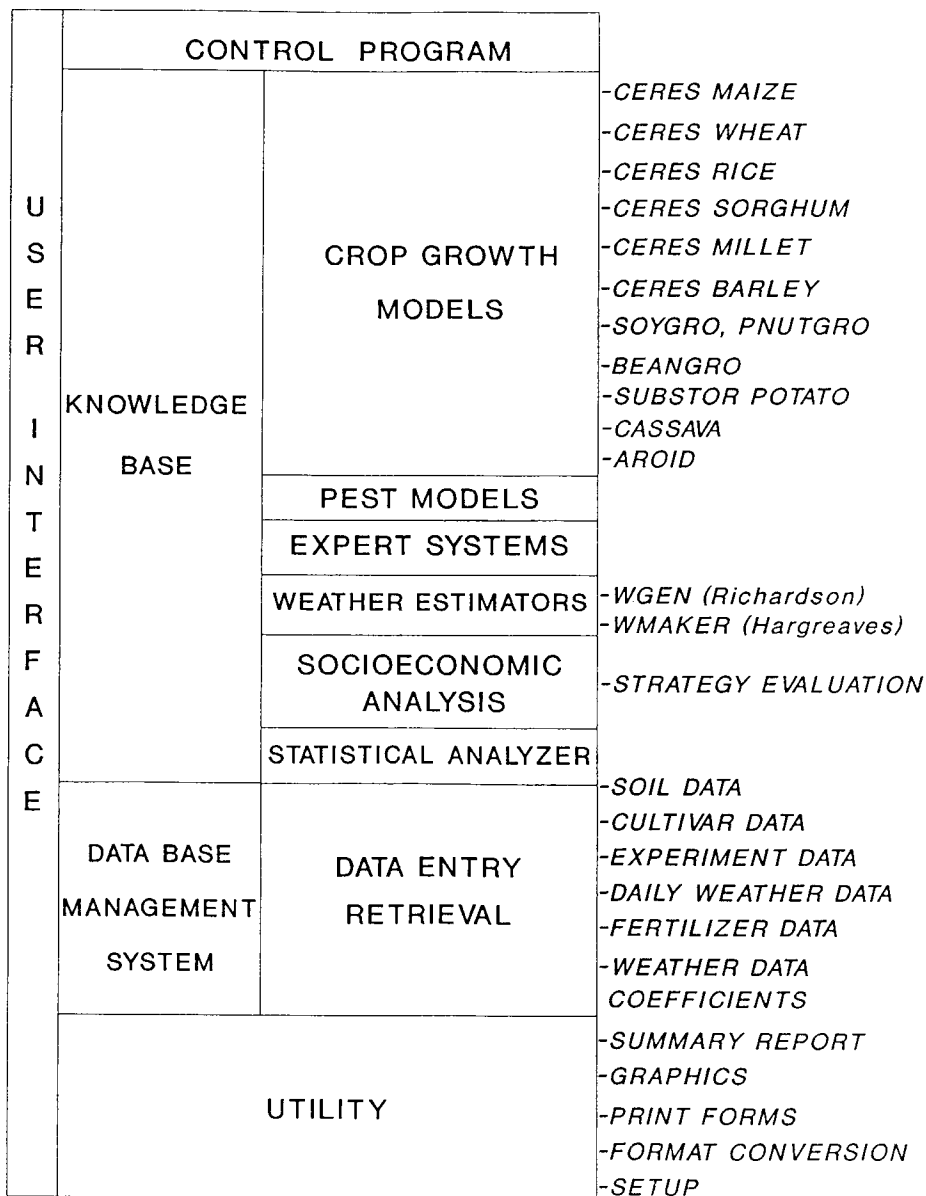 USER INTERFACE
CONTROL PROGRAM
KNOWLEDGE
BASE
CROP GROWTH
MODELS
-CERES MAIZE
-CERES WHEAT
-CERES RICE
-CERES SORGHUM
-CERES MILLET
-CERES BARLEY
-SOYGRO, PNUTGRO
-BEANGRO
-SUBSTOR POTATO
-CASSAVA
-AROID
PEST MODELS
EXPERT SYSTEMS
WEATHER ESTIMATORS
-WGEN (Richardson)
-WMAKER (Hargreaves)
SOCIOECONOMIC
ANALYSIS
-STRATEGY EVALUATION
STATISTICAL ANALYZER
DATA BASE
MANAGEMENT
SYSTEM
DATA ENTRY
RETRIEVAL
-SOIL DATA
-CULTIVAR DATA
-EXPERIMENT DATA
-DAILY WEATHER DATA
-FERTILIZER DATA
-WEATHER DATA
COEFFICIENTS
UTILITY
-SUMMARY REPORT
-GRAPHICS
-PRINT FORMS
-FORMAT CONVERSION
-SETUP